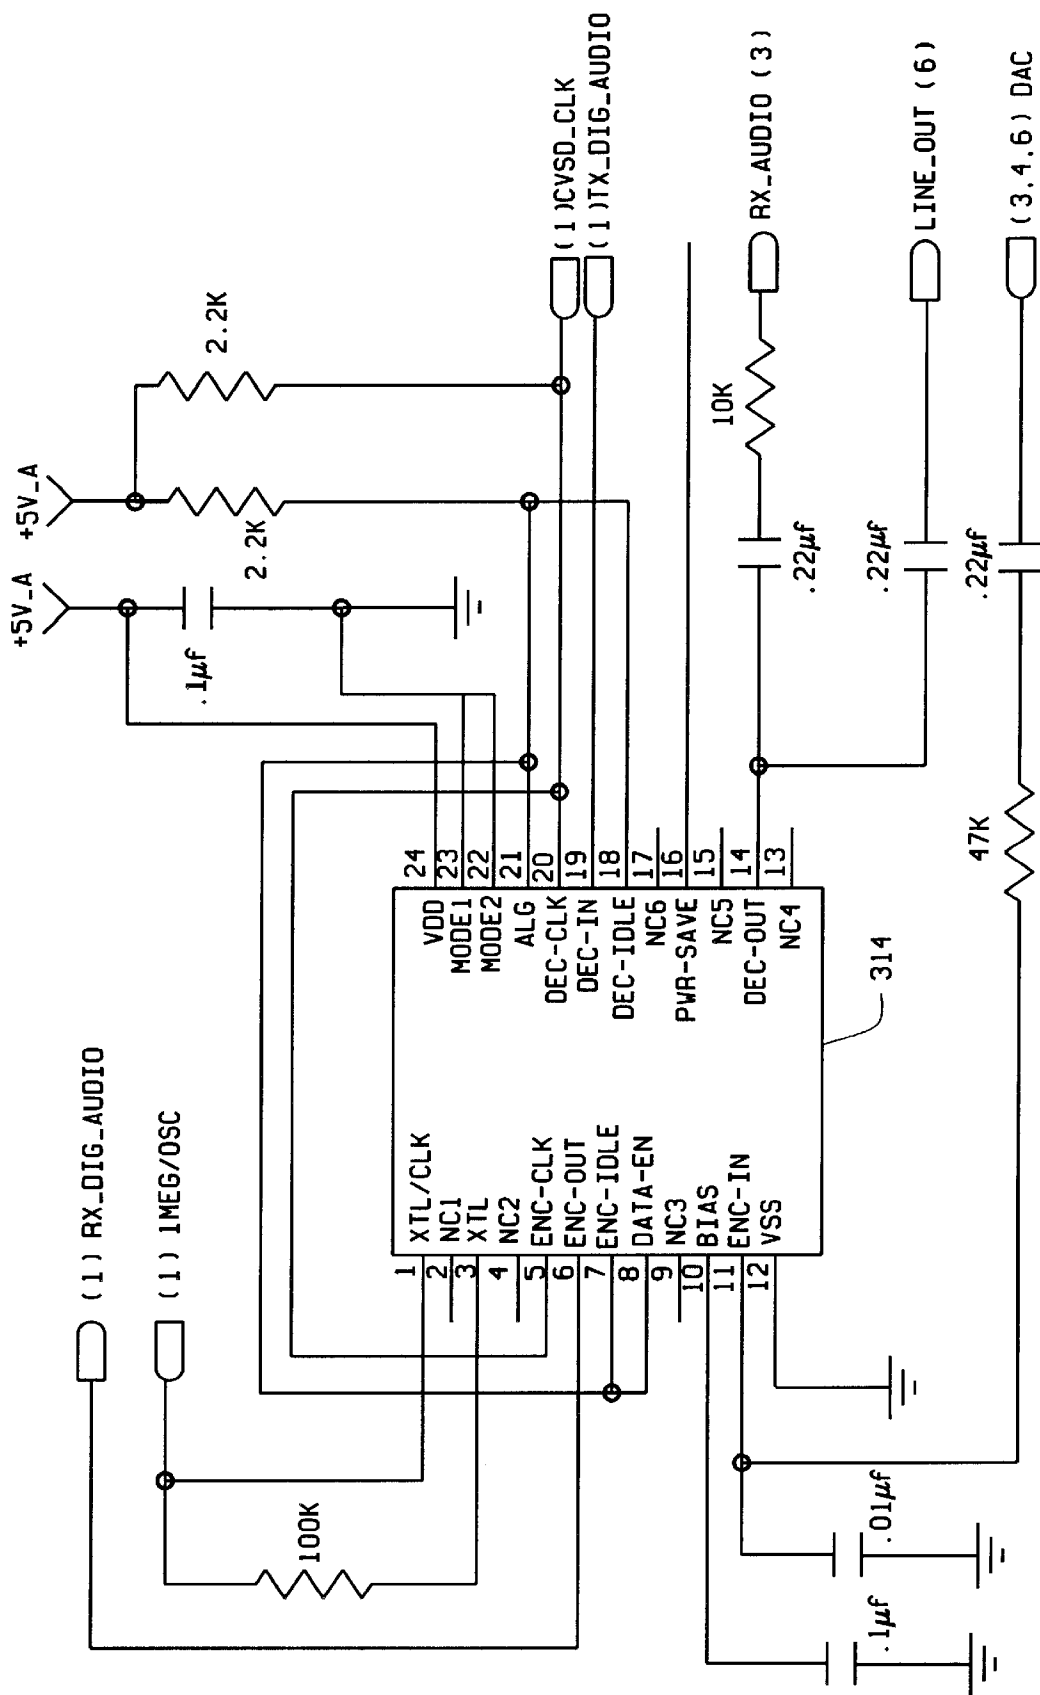 (1) RX_DIG_AUDIO
(1) 1MEG/OSC
100K
+5V_A
+5V_A
.1µf
2.2K
2.2K
(1)CVSD_CLK
(1)TX_DIG_AUDIO
1 XTL/CLK
2 NC1
3 XTL
4 NC2
5 ENC-CLK
6 ENC-OUT
7 ENC-IDLE
8 DATA-EN
9 NC3
10 BIAS
11 ENC-IN
12 VSS
VDD 24
MODE1 23
MODE2 22
ALG 21
DEC-CLK 20
DEC-IN 19
DEC-IDLE 18
NC6 17
PWR-SAVE 16
NC5 15
DEC-OUT 14
NC4 13
314
10K
.22µf
RX_AUDIO (3)
.22µf
LINE_OUT (6)
47K
.22µf
(3,4,6) DAC
.1µf
.01µf